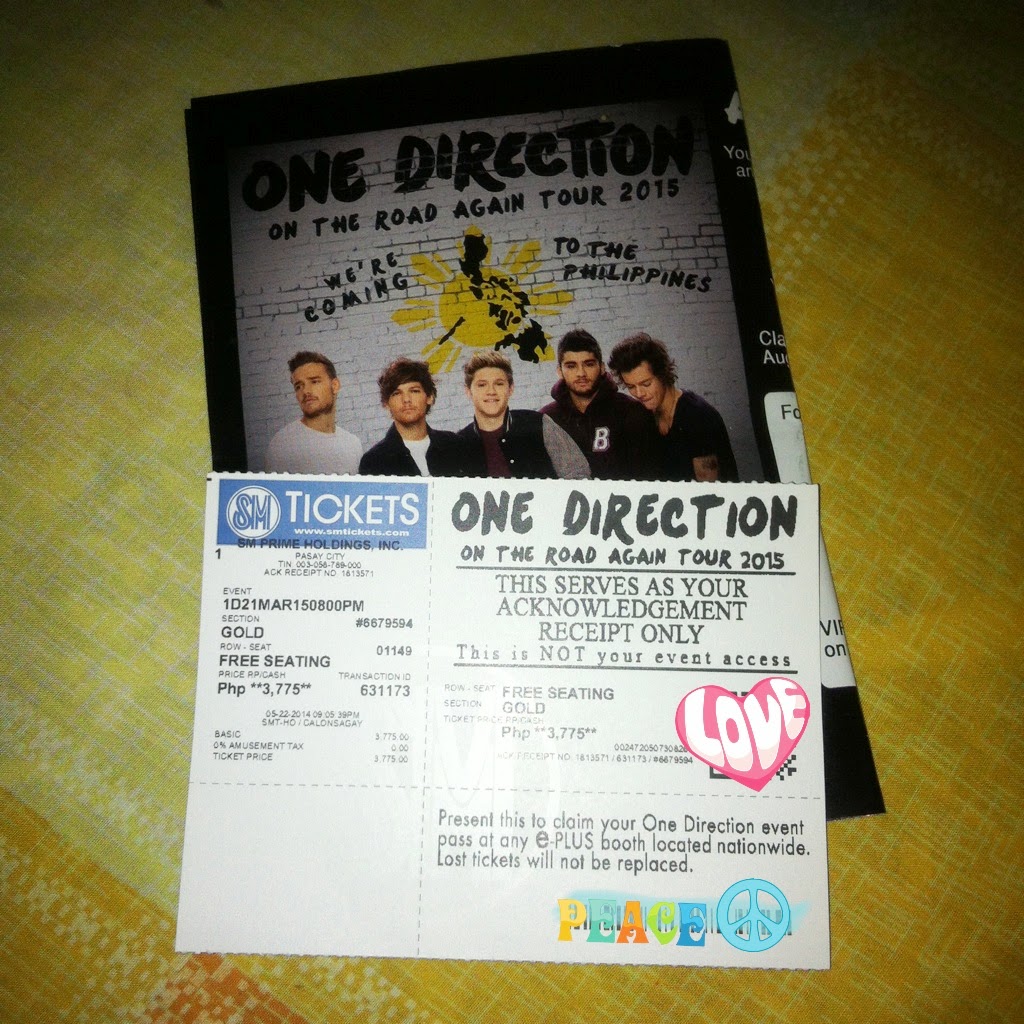 ONE DIRECTION
ON THE ROAD AGAIN TOUR 2015
WE'RE
COMING
TO THE
PHILIPPINES
You
Cla
VIP
on
SM TICKETS
www.smtickets.com
SM PRIME HOLDINGS, INC.
1
PASAY CITY
TIN 003-058-789-000
ACK RECEIPT NO 1613571
EVENT
1D21MAR150800PM
SECTION #6679594
GOLD
ROW - SEAT 01149
FREE SEATING
PRICE RP/CASH TRANSACTION ID
Php **3,775** 631173
05-22-2014 09:05:39PM
SMT-HO / CALONSAGAY
BASIC 3,775.00
0% AMUSEMENT TAX 0.00
TICKET PRICE 3,775.00
ONE DIRECTION
ON THE ROAD AGAIN TOUR 2015
THIS SERVES AS YOUR
ACKNOWLEDGEMENT
RECEIPT ONLY
This is NOT your event access
ROW - SEAT FREE SEATING
SECTION GOLD
TICKET PRICE RP/CASH
Php **3,775**
ACK RECEIPT NO 1613571 / 631173 / #6679594
LOVE
Present this to claim your One Direction event
pass at any e-PLUS booth located nationwide.
Lost tickets will not be replaced.
PEACE